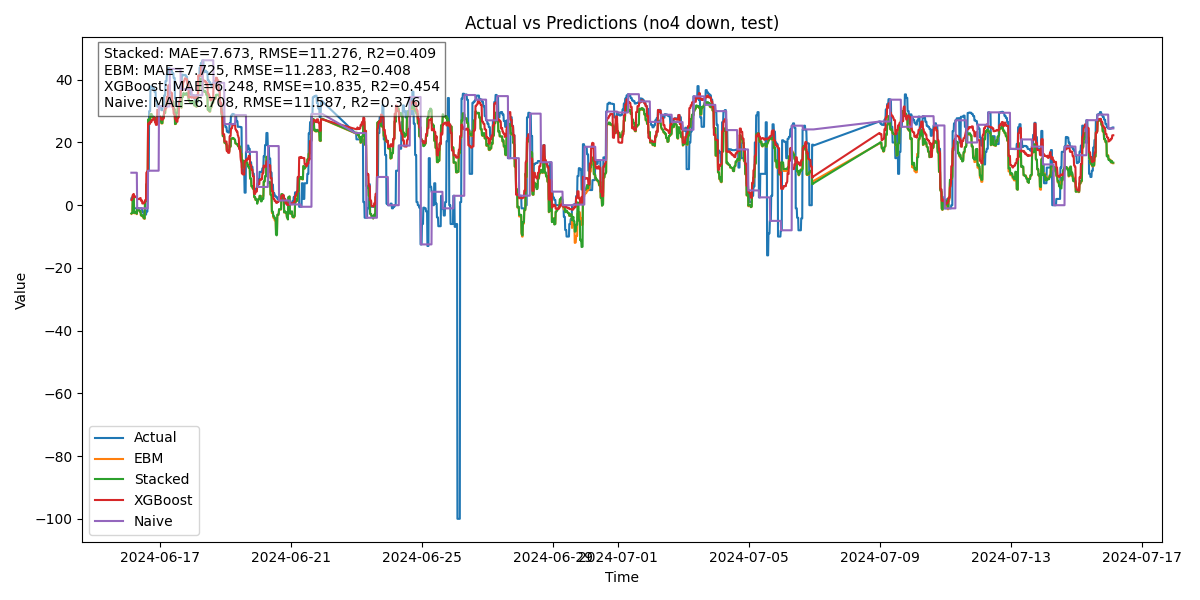 Actual vs Predictions (no4 down, test)
Stacked: MAE=7.673, RMSE=11.276, R2=0.409
EBM: MAE=7.725, RMSE=11.283, R2=0.408
XGBoost: MAE=6.248, RMSE=10.835, R2=0.454
Naive: MAE=6.708, RMSE=11.587, R2=0.376
40
20
0
−20
−40
−60
−80
−100
Value
Actual
EBM
Stacked
XGBoost
Naive
2024-06-17 2024-06-21 2024-06-25 2024-06-29 2024-07-01 2024-07-05 2024-07-09 2024-07-13 2024-07-17
Time